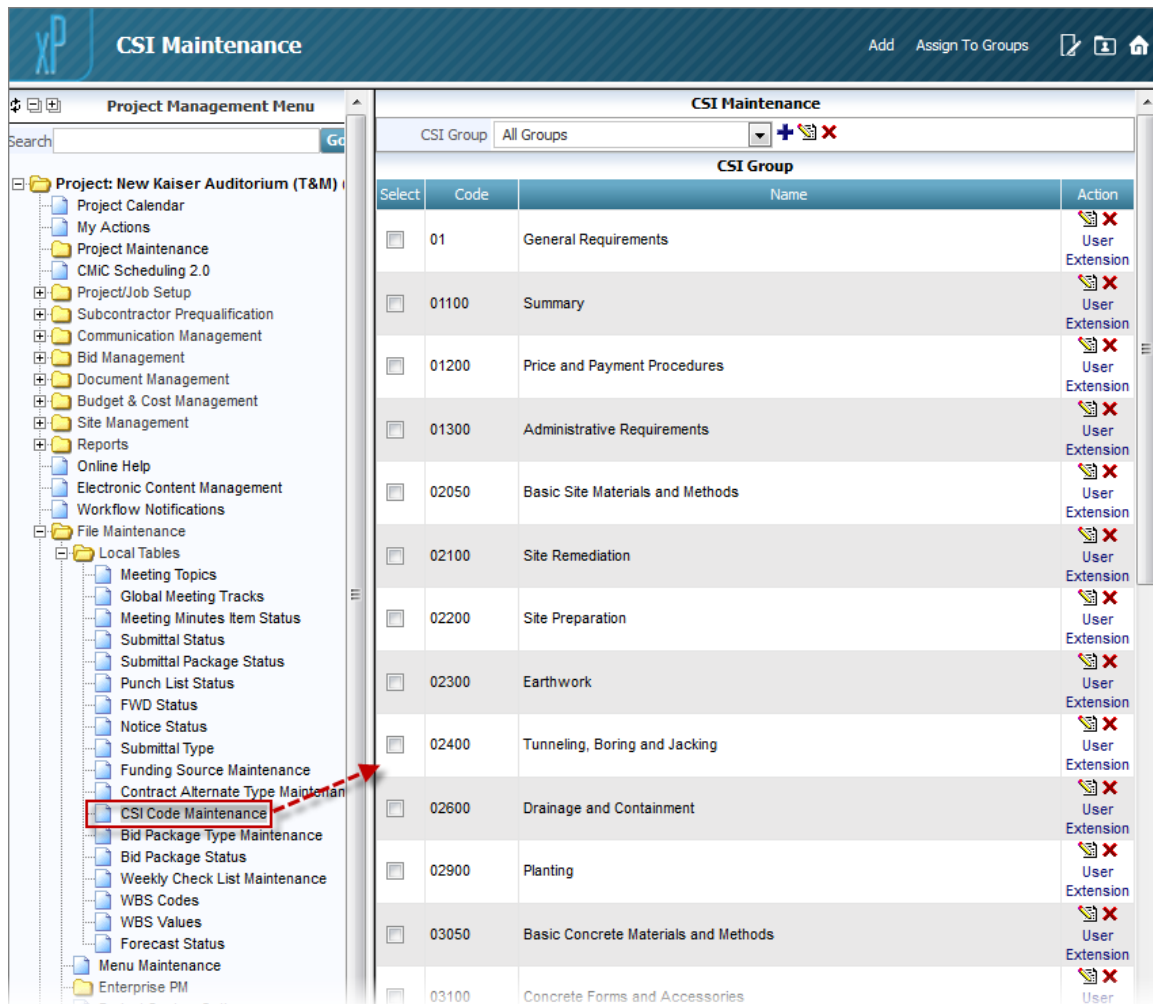 xP
CSI Maintenance
Add Assign To Groups
Project Management Menu
Search Go
Project: New Kaiser Auditorium (T&M) (
Project Calendar
My Actions
Project Maintenance
CMiC Scheduling 2.0
Project/Job Setup
Subcontractor Prequalification
Communication Management
Bid Management
Document Management
Budget & Cost Management
Site Management
Reports
Online Help
Electronic Content Management
Workflow Notifications
File Maintenance
Local Tables
Meeting Topics
Global Meeting Tracks
Meeting Minutes Item Status
Submittal Status
Submittal Package Status
Punch List Status
FWD Status
Notice Status
Submittal Type
Funding Source Maintenance
Contract Alternate Type Maintenan
CSI Code Maintenance
Bid Package Type Maintenance
Bid Package Status
Weekly Check List Maintenance
WBS Codes
WBS Values
Forecast Status
Menu Maintenance
Enterprise PM
CSI Maintenance
CSI Group All Groups
CSI Group
Select Code Name Action
01 General Requirements User Extension
01100 Summary User Extension
01200 Price and Payment Procedures User Extension
01300 Administrative Requirements User Extension
02050 Basic Site Materials and Methods User Extension
02100 Site Remediation User Extension
02200 Site Preparation User Extension
02300 Earthwork User Extension
02400 Tunneling, Boring and Jacking User Extension
02600 Drainage and Containment User Extension
02900 Planting User Extension
03050 Basic Concrete Materials and Methods User Extension
03100 Concrete Forms and Accessories User